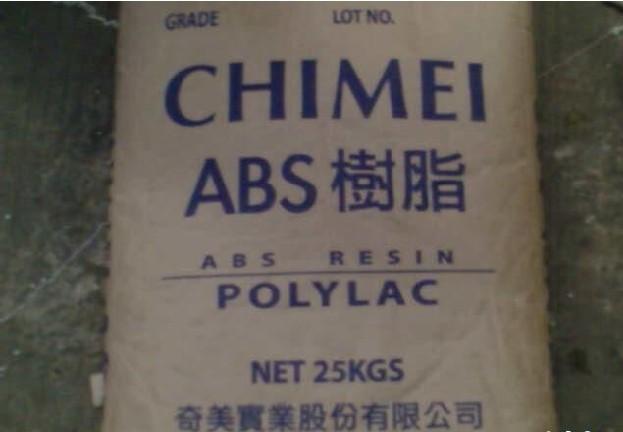 GRADE LOT NO.
CHIMEI
ABS 樹脂
ABS RESIN
POLYLAC
NET 25KGS
奇美實業股份有限公司